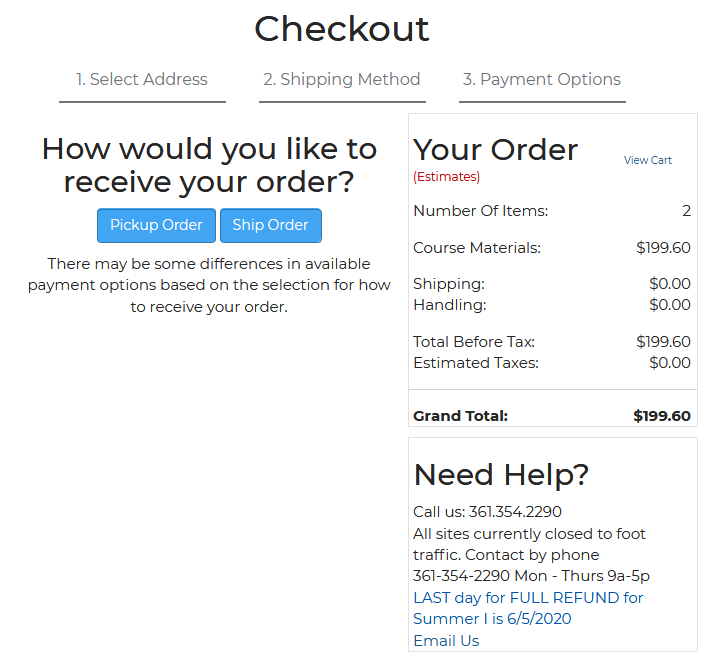 Checkout
1. Select Address 2. Shipping Method 3. Payment Options
How would you like to
receive your order?
Pickup Order Ship Order
There may be some differences in available
payment options based on the selection for how
to receive your order.
Your Order View Cart
(Estimates)
Number Of Items: 2
Course Materials: $199.60
Shipping: $0.00
Handling: $0.00
Total Before Tax: $199.60
Estimated Taxes: $0.00
Grand Total: $199.60
Need Help?
Call us: 361.354.2290
All sites currently closed to foot
traffic. Contact by phone
361-354-2290 Mon - Thurs 9a-5p
LAST day for FULL REFUND for
Summer I is 6/5/2020
Email Us